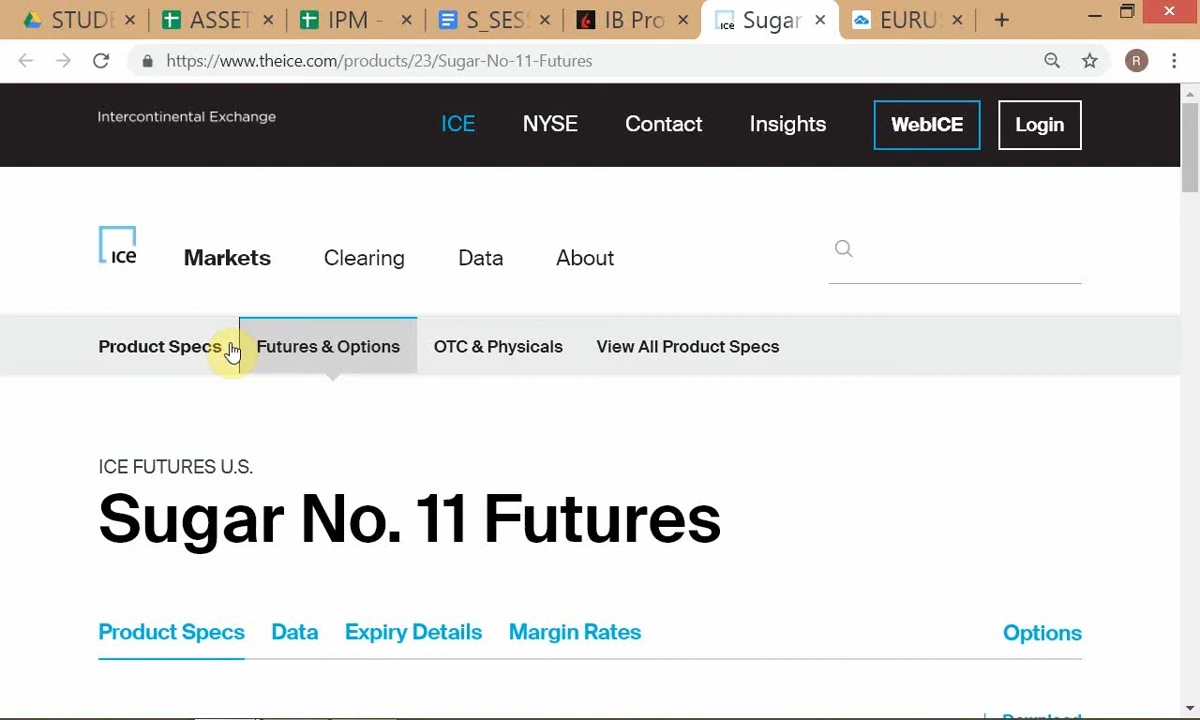 STUDE ASSET IPM - S_SES IB Pro Sugar EURU
https://www.theice.com/products/23/Sugar-No-11-Futures R
Intercontinental Exchange ICE NYSE Contact Insights WebICE Login
ice Markets Clearing Data About
Product Specs Futures & Options OTC & Physicals View All Product Specs
ICE FUTURES U.S.
Sugar No. 11 Futures
Product Specs Data Expiry Details Margin Rates Options
Download